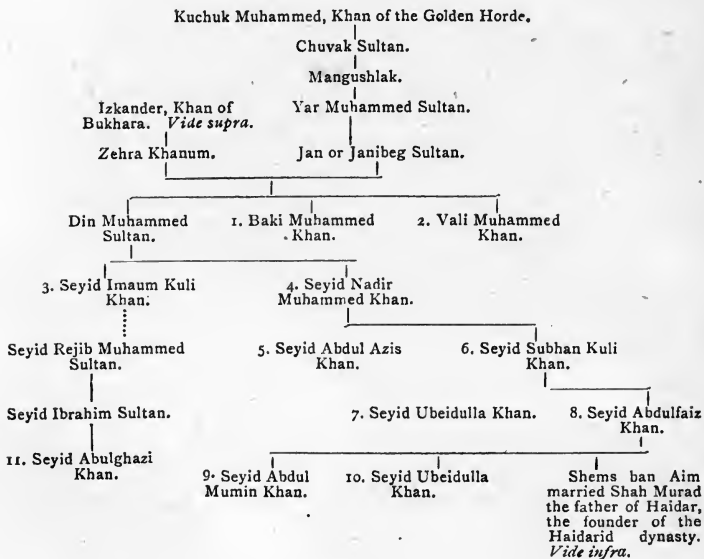 Kuchuk Muhammed, Khan of the Golden Horde.
Chuvak Sultan.
Mangushlak.
Izkander, Khan of
Bukhara. Vide supra.
Yar Muhammed Sultan.
Zehra Khanum.
Jan or Janibeg Sultan.
Din Muhammed
Sultan.
1. Baki Muhammed
Khan.
2. Vali Muhammed
Khan.
3. Seyid Imaum Kuli
Khan.
4. Seyid Nadir
Muhammed Khan.
Seyid Rejib Muhammed
Sultan.
5. Seyid Abdul Azis
Khan.
6. Seyid Subhan Kuli
Khan.
Seyid Ibrahim Sultan.
7. Seyid Ubeidulla Khan.
8. Seyid Abdulfaiz
Khan.
11. Seyid Abulghazi
Khan.
9. Seyid Abdul
Mumin Khan.
10. Seyid Ubeidulla
Khan.
Shems ban Aim
married Shah Murad
the father of Haidar,
the founder of the
Haidarid dynasty.
Vide infra.